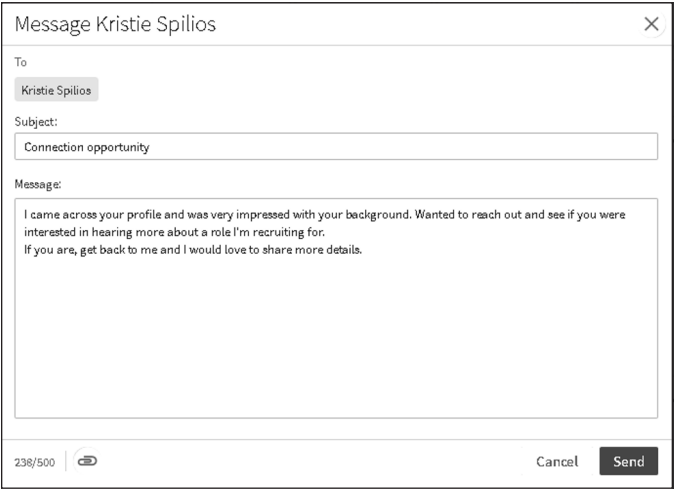 Message Kristie Spilios
To
Kristie Spilios
Subject:
Connection opportunity
Message:
I came across your profile and was very impressed with your background. Wanted to reach out and see if you were
interested in hearing more about a role I'm recruiting for.
If you are, get back to me and I would love to share more details.
238/500
Cancel
Send